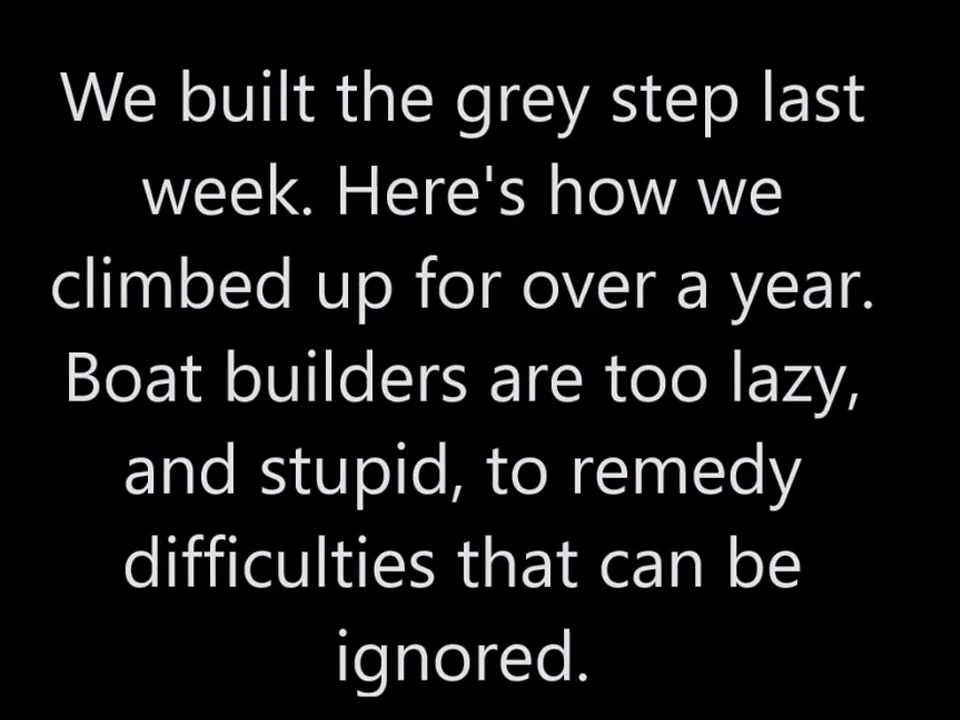 We built the grey step last
week. Here's how we
climbed up for over a year.
Boat builders are too lazy,
and stupid, to remedy
difficulties that can be
ignored.